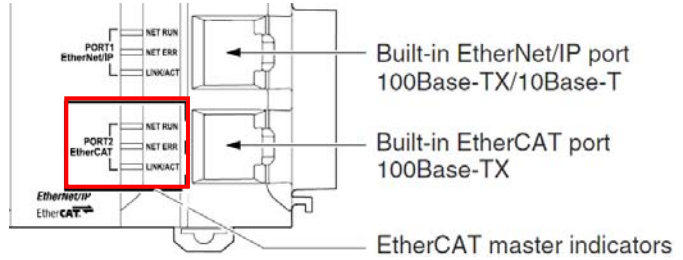 PORT1
EtherNet/IP
NET RUN
NET ERR
LINK/ACT
Built-in EtherNet/IP port
100Base-TX/10Base-T
PORT2
EtherCAT
NET RUN
NET ERR
LINK/ACT
Built-in EtherCAT port
100Base-TX
EtherNet/IP
EtherCAT
EtherCAT master indicators